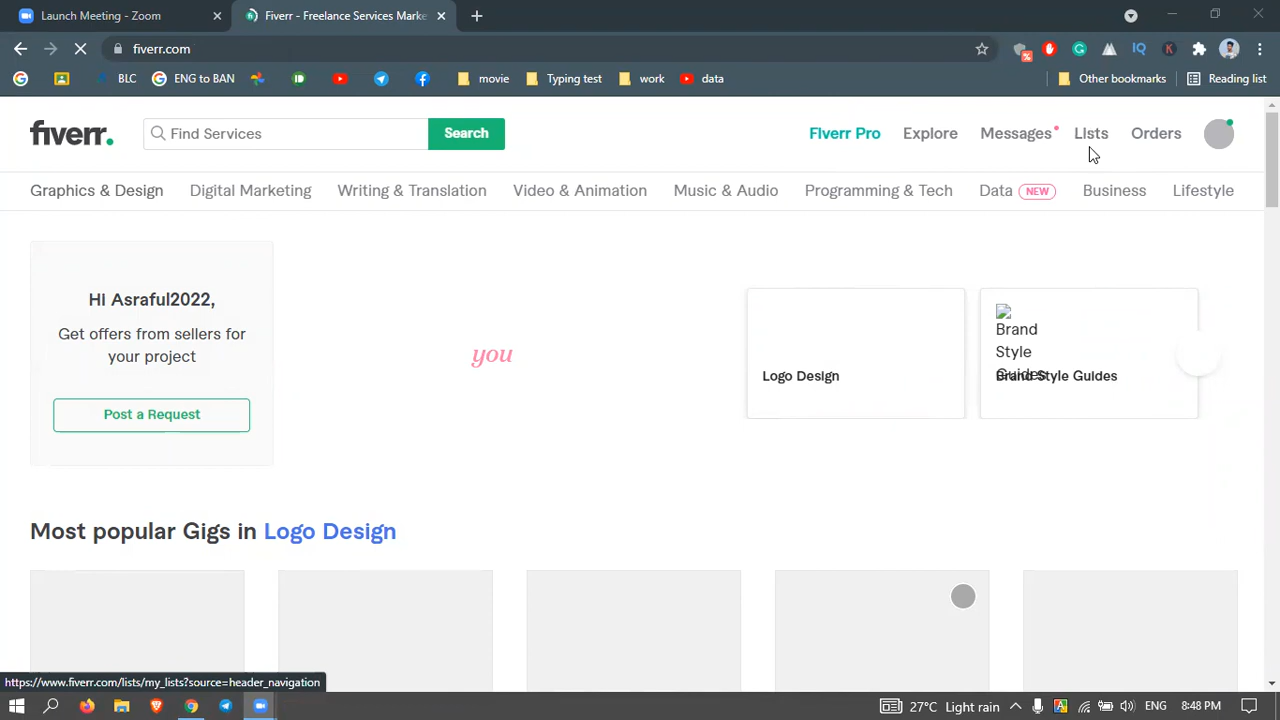 Launch Meeting - Zoom
Fiverr - Freelance Services Marke
fiverr.com
BLC
ENG to BAN
movie
Typing test
work
data
Other bookmarks
Reading list
fiverr.
Find Services
Search
Fiverr Pro
Explore
Messages
Lists
Orders
Graphics & Design
Digital Marketing
Writing & Translation
Video & Animation
Music & Audio
Programming & Tech
Data NEW
Business
Lifestyle
Hi Asraful2022,
Get offers from sellers for
your project
Post a Request
you
Logo Design
Brand
Style
Brand Style Guides
Most popular Gigs in Logo Design
https://www.fiverr.com/lists/my_lists?source=header_navigation
27°C Light rain
ENG
8:48 PM